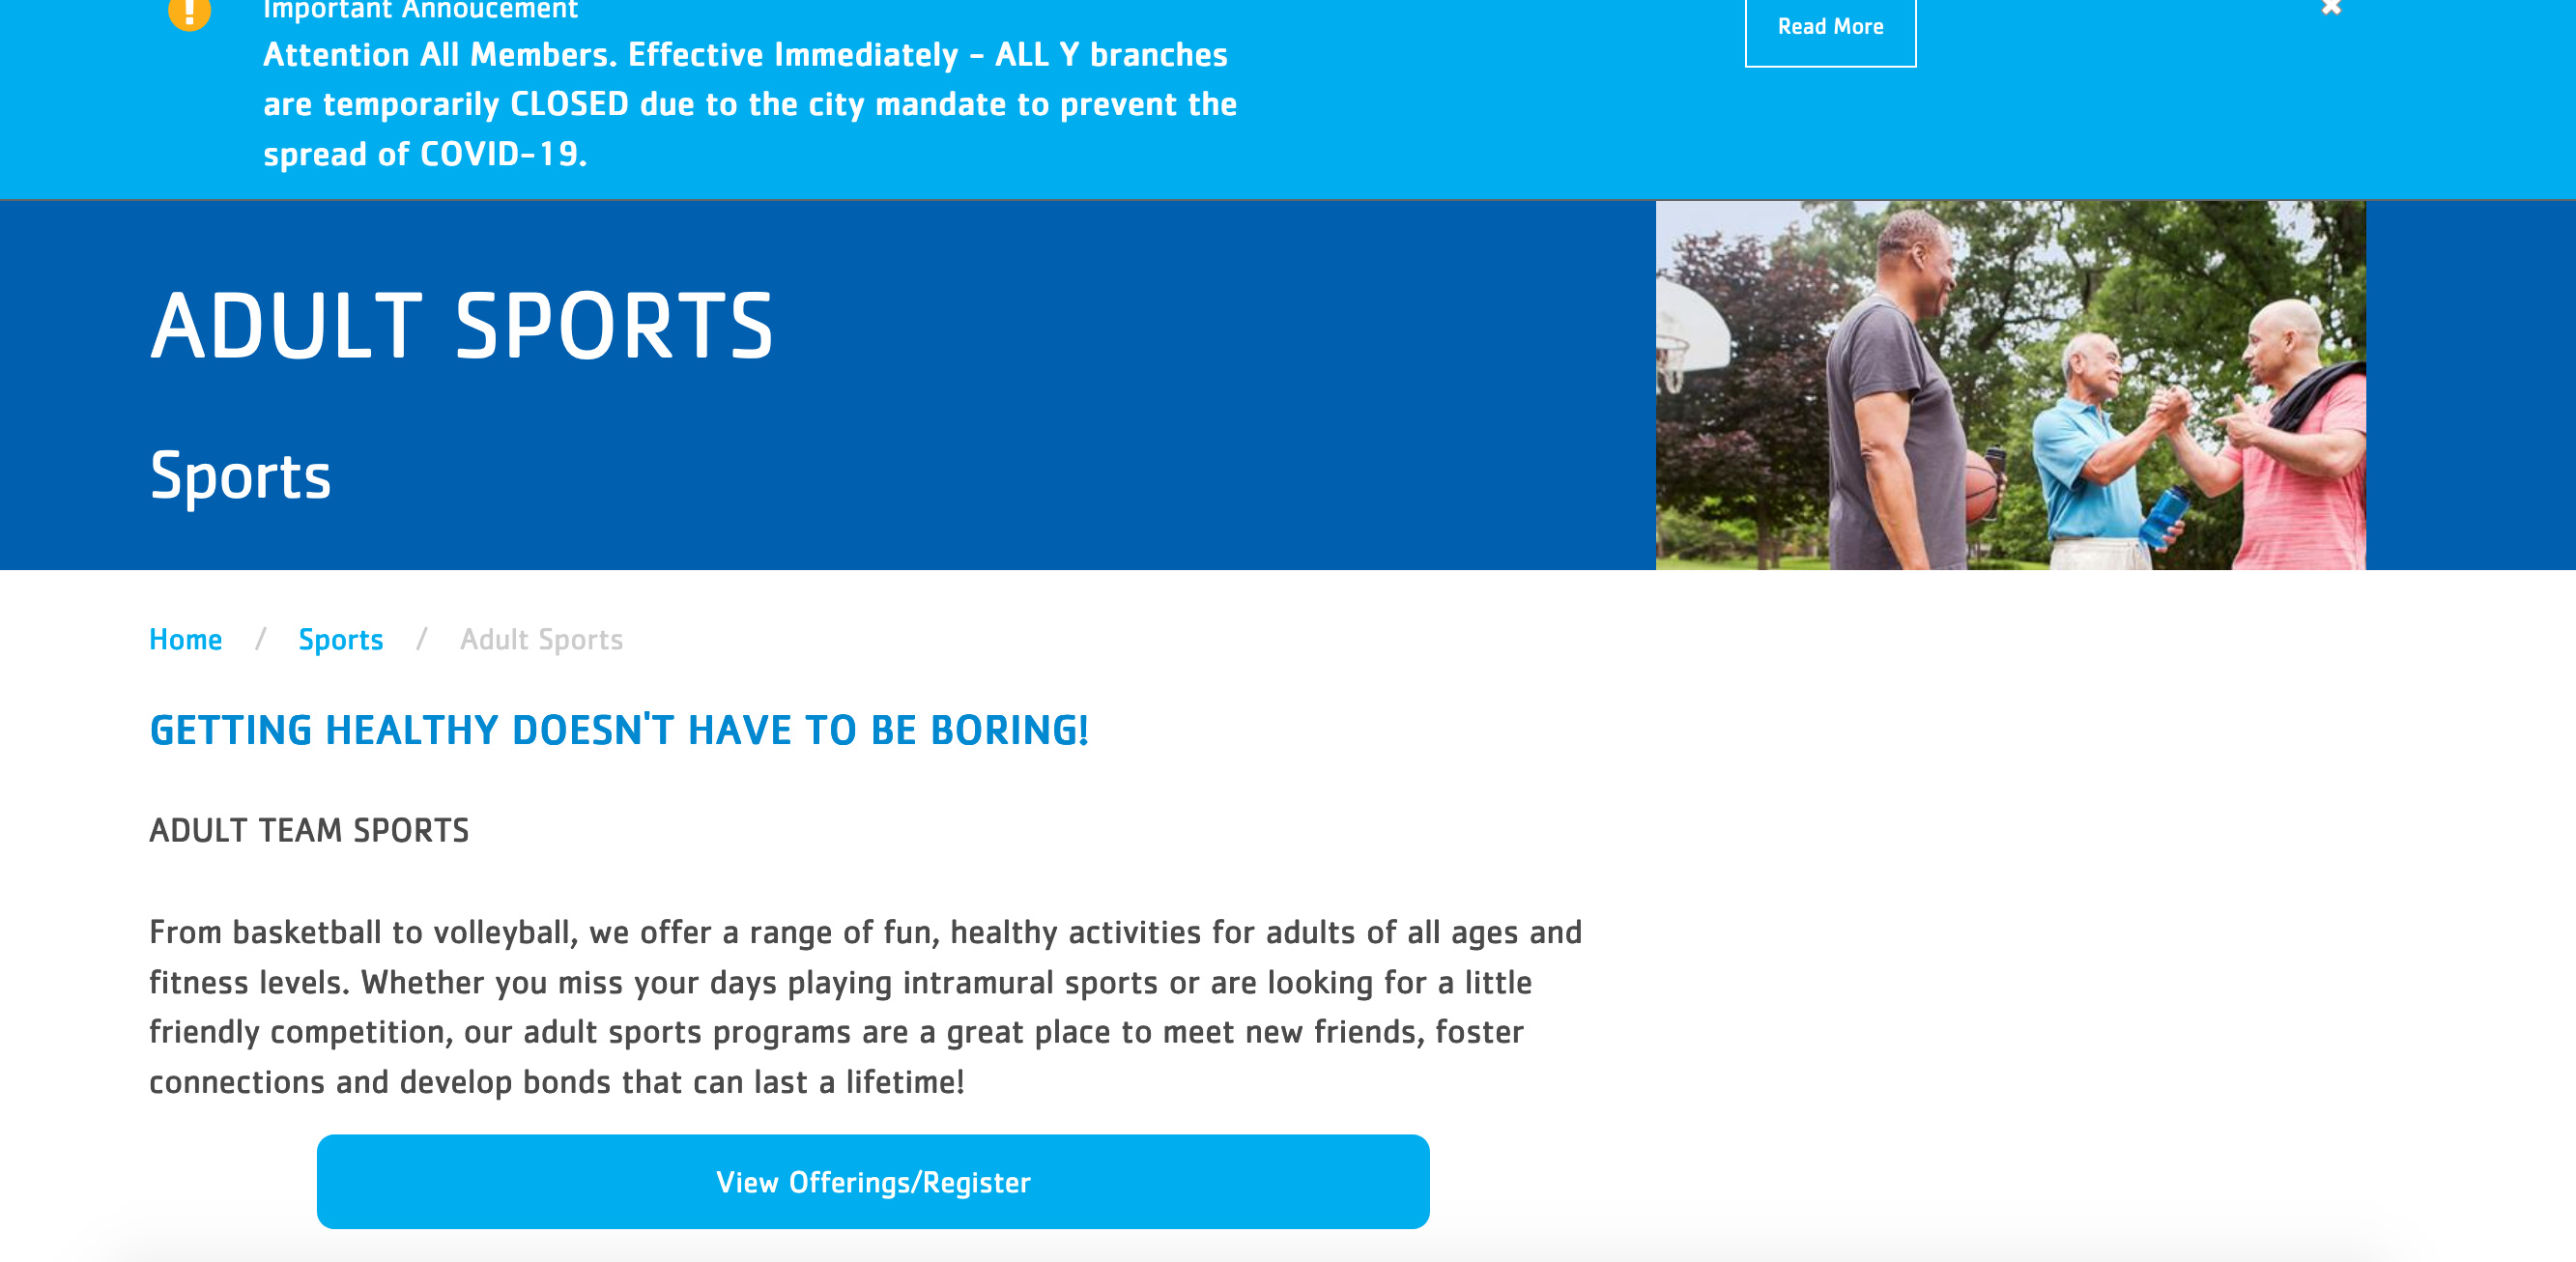 Important Annoucement
Attention All Members. Effective Immediately - ALL Y branches
are temporarily CLOSED due to the city mandate to prevent the
spread of COVID-19.
Read More
ADULT SPORTS
Sports
Home / Sports / Adult Sports
GETTING HEALTHY DOESN'T HAVE TO BE BORING!
ADULT TEAM SPORTS
From basketball to volleyball, we offer a range of fun, healthy activities for adults of all ages and
fitness levels. Whether you miss your days playing intramural sports or are looking for a little
friendly competition, our adult sports programs are a great place to meet new friends, foster
connections and develop bonds that can last a lifetime!
View Offerings/Register